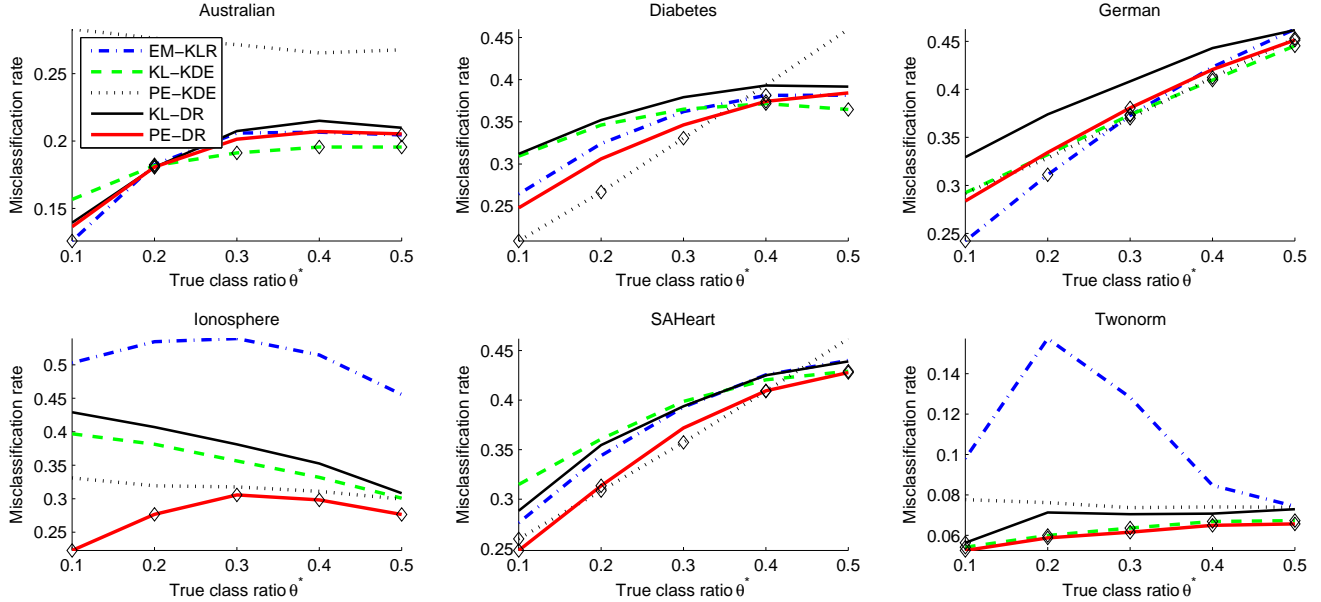 Australian
Misclassification rate
0.25
0.2
0.15
0.1 0.2 0.3 0.4 0.5
True class ratio θ*
EM−KLR
KL−KDE
PE−KDE
KL−DR
PE−DR
Diabetes
Misclassification rate
0.45
0.4
0.35
0.3
0.25
0.1 0.2 0.3 0.4 0.5
True class ratio θ*
German
Misclassification rate
0.45
0.4
0.35
0.3
0.25
0.1 0.2 0.3 0.4 0.5
True class ratio θ*
Ionosphere
Misclassification rate
0.5
0.45
0.4
0.35
0.3
0.25
0.1 0.2 0.3 0.4 0.5
True class ratio θ*
SAHeart
Misclassification rate
0.45
0.4
0.35
0.3
0.25
0.1 0.2 0.3 0.4 0.5
True class ratio θ*
Twonorm
Misclassification rate
0.14
0.12
0.1
0.08
0.06
0.1 0.2 0.3 0.4 0.5
True class ratio θ*